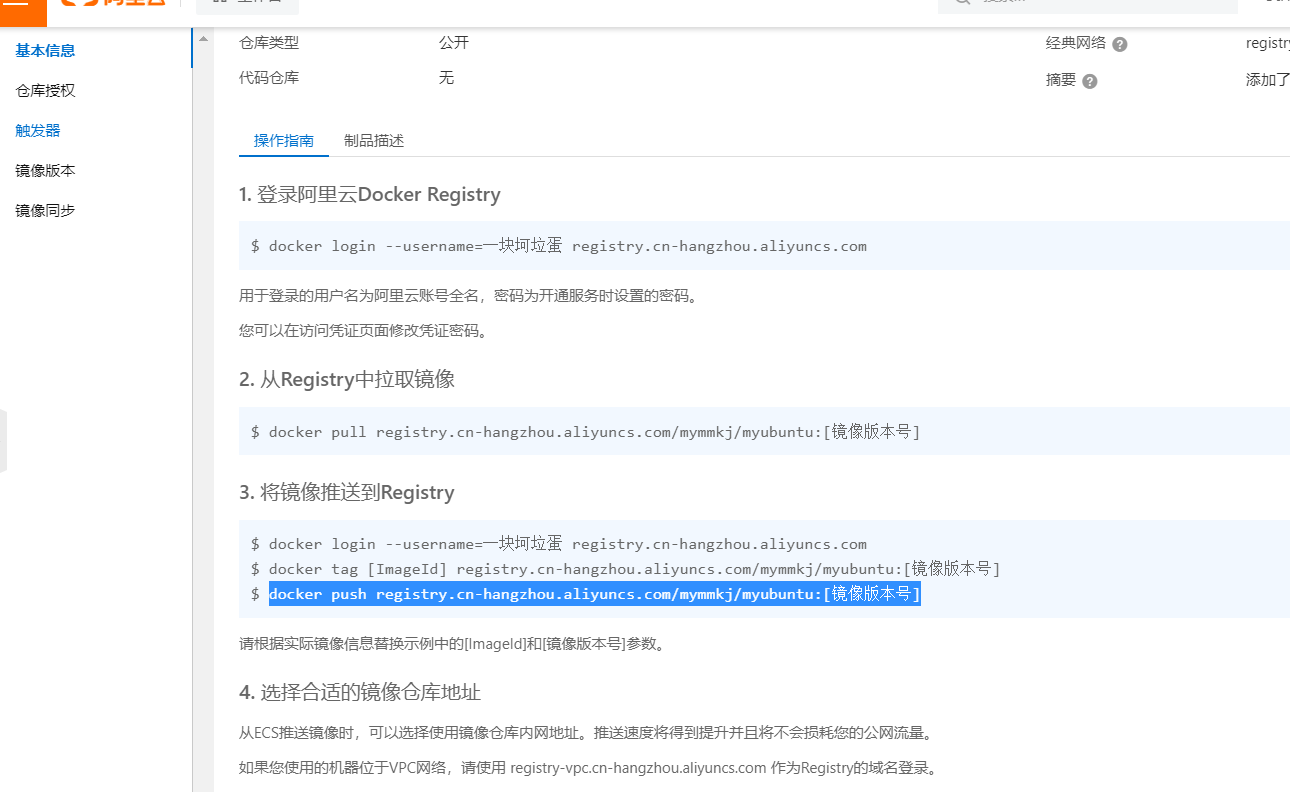 仓库类型 公开 经典网络
基本信息
代码仓库 无 摘要 添加了
仓库授权
触发器
操作指南 制品描述
镜像版本
1. 登录阿里云Docker Registry
镜像同步
$ docker login --username=一块坷垃蛋 registry.cn-hangzhou.aliyuncs.com
用于登录的用户名为阿里云账号全名，密码为开通服务时设置的密码。
您可以在访问凭证页面修改凭证密码。
2. 从Registry中拉取镜像
$ docker pull registry.cn-hangzhou.aliyuncs.com/mymmkj/myubuntu:[镜像版本号]
3. 将镜像推送到Registry
$ docker login --username=一块坷垃蛋 registry.cn-hangzhou.aliyuncs.com
$ docker tag [ImageId] registry.cn-hangzhou.aliyuncs.com/mymmkj/myubuntu:[镜像版本号]
$ docker push registry.cn-hangzhou.aliyuncs.com/mymmkj/myubuntu:[镜像版本号]
请根据实际镜像信息替换示例中的[ImageId]和[镜像版本号]参数。
4. 选择合适的镜像仓库地址
从ECS推送镜像时，可以选择使用镜像仓库内网地址。推送速度将得到提升并且将不会损耗您的公网流量。
如果您使用的机器位于VPC网络，请使用 registry-vpc.cn-hangzhou.aliyuncs.com 作为Registry的域名登录。